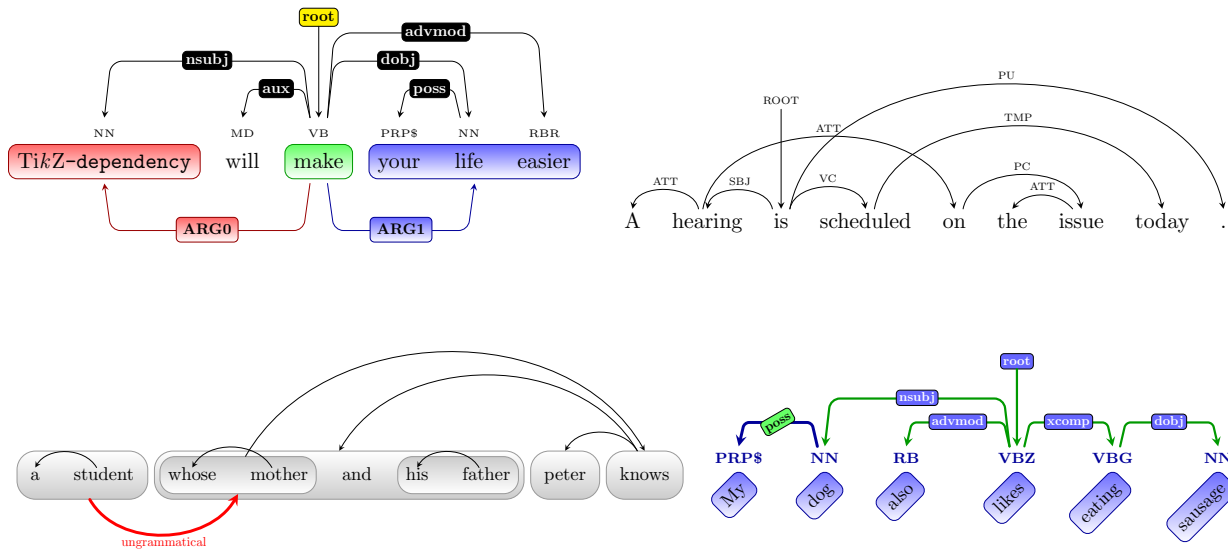 root
advmod
nsubj dobj
aux poss
NN MD VB PRP$ NN RBR
TikZ-dependency will make your life easier
ARG0 ARG1
PU
ROOT
TMP
ATT
PC
ATT SBJ VC ATT
A hearing is scheduled on the issue today .
a student whose mother and his father peter knows
ungrammatical
root
nsubj
poss advmod xcomp dobj
PRP$ NN RB VBZ VBG NN
My dog also likes eating sausage